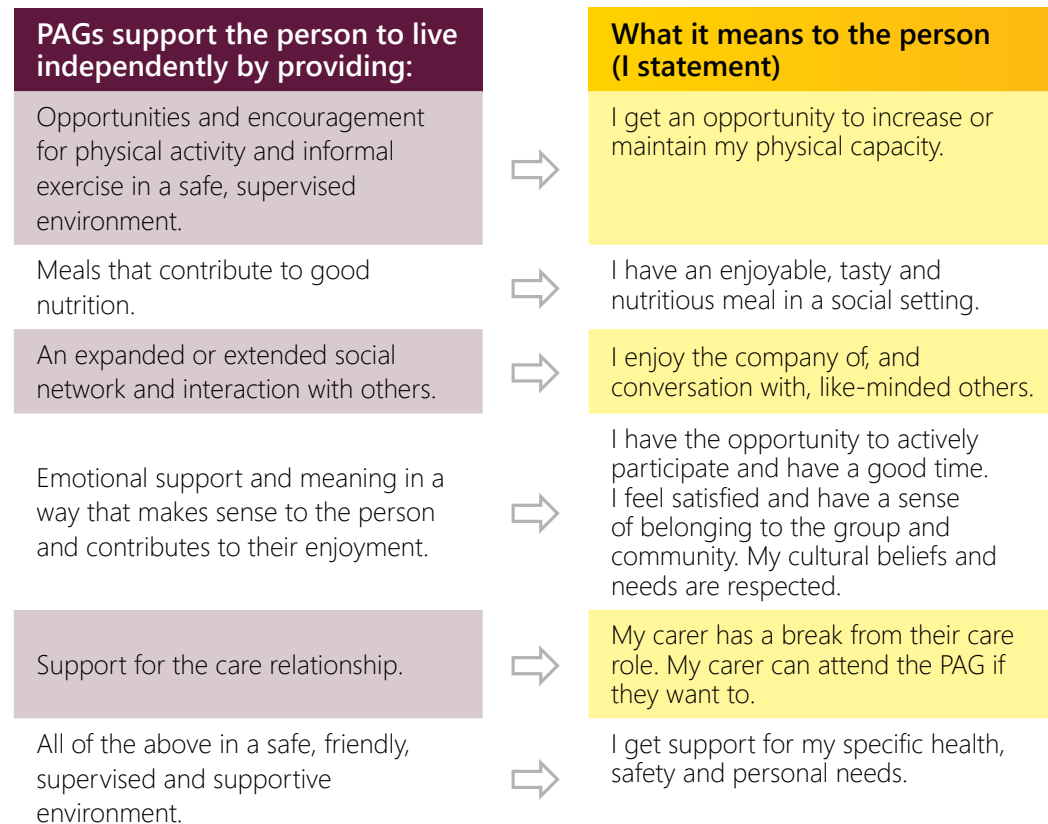 PAGs support the person to live
independently by providing:
What it means to the person
(I statement)
Opportunities and encouragement
for physical activity and informal
exercise in a safe, supervised
environment.
I get an opportunity to increase or
maintain my physical capacity.
Meals that contribute to good
nutrition.
I have an enjoyable, tasty and
nutritious meal in a social setting.
An expanded or extended social
network and interaction with others.
I enjoy the company of, and
conversation with, like-minded others.
Emotional support and meaning in a
way that makes sense to the person
and contributes to their enjoyment.
I have the opportunity to actively
participate and have a good time.
I feel satisfied and have a sense
of belonging to the group and
community. My cultural beliefs and
needs are respected.
Support for the care relationship.
My carer has a break from their care
role. My carer can attend the PAG if
they want to.
All of the above in a safe, friendly,
supervised and supportive
environment.
I get support for my specific health,
safety and personal needs.